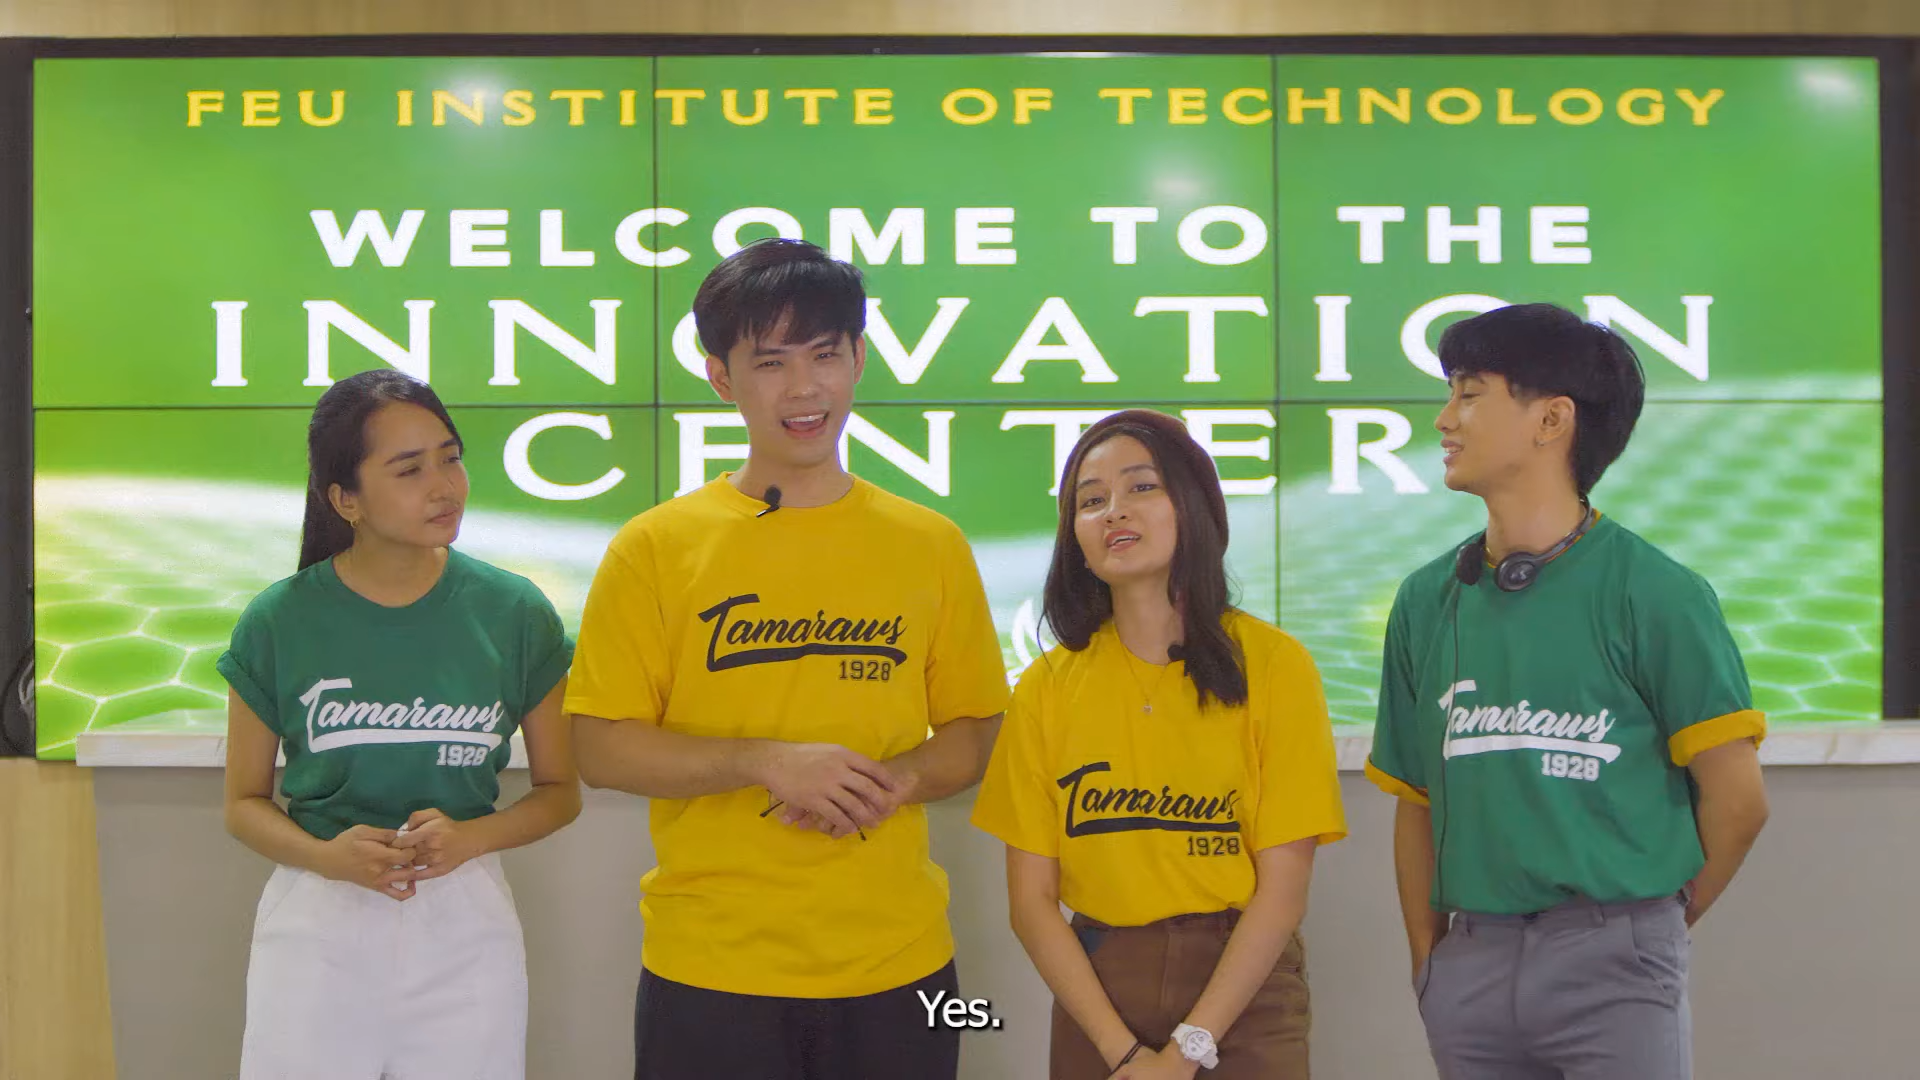 FEU INSTITUTE OF TECHNOLOGY
WELCOME TO THE
INNOVATION
CENTER
Tamaraws
1928
Tamaraws
1928
Tamaraws
1928
Tamaraws
1928
Yes.